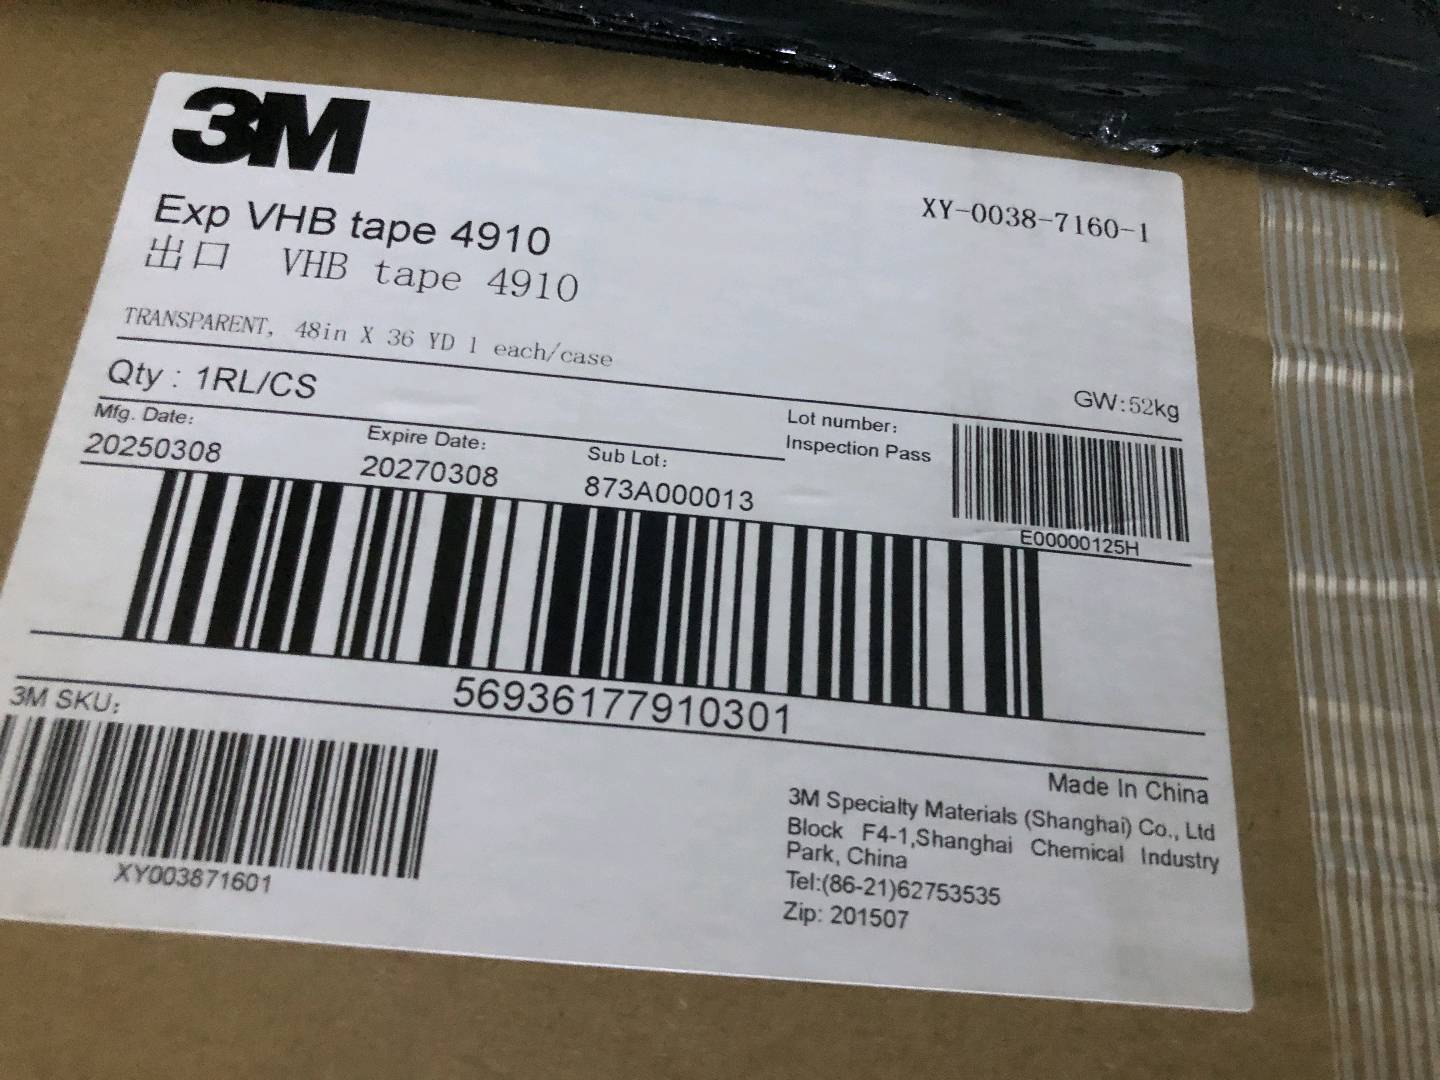 3M
Exp VHB tape 4910
XY-0038-7160-1
出口 VHB tape 4910
TRANSPARENT, 48in X 36 YD 1 each/case
Qty : 1RL/CS
GW:52kg
Mfg. Date:
20250308
Expire Date:
20270308
Sub Lot:
873A000013
Lot number:
Inspection Pass
E00000125H
56936177910301
3M SKU:
XY003871601
Made In China
3M Specialty Materials (Shanghai) Co., Ltd
Block F4-1,Shanghai Chemical Industry
Park, China
Tel:(86-21)62753535
Zip: 201507